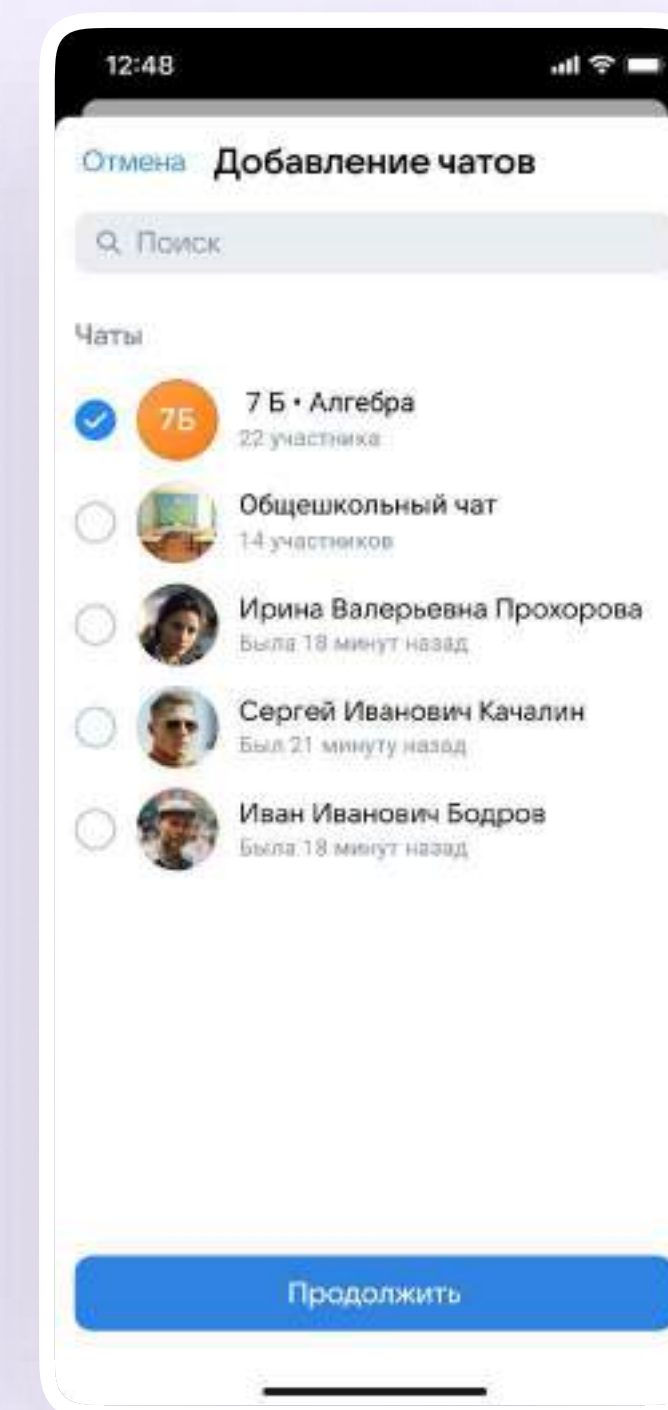 12:48
Отмена Добавление чатов
Поиск
Чаты
7Б
7 Б • Алгебра
22 участника
Общешкольный чат
14 участников
Ирина Валерьевна Прохорова
Была 18 минут назад
Сергей Иванович Качалин
Был 21 минуту назад
Иван Иванович Бодров
Была 18 минут назад
Продолжить